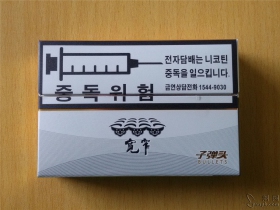 전자담배는 니코틴
중독을 일으킵니다.
금연상담전화 1544-9030
중독위험
宽窄
子弹头